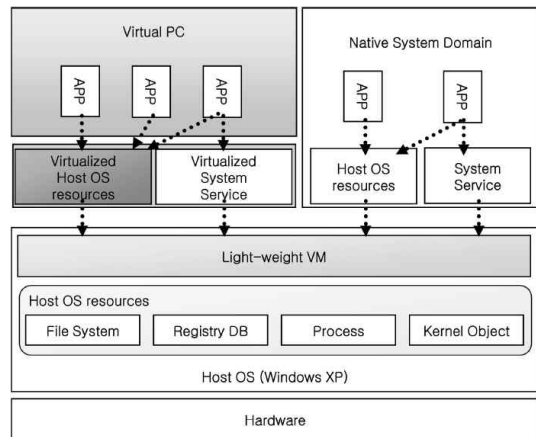 Virtual PC
Native System Domain
APP
APP
APP
APP
APP
Virtualized
Host OS
resources
Virtualized
System
Service
Host OS
resources
System
Service
Light-weight VM
Host OS resources
File System
Registry DB
Process
Kernel Object
Host OS (Windows XP)
Hardware